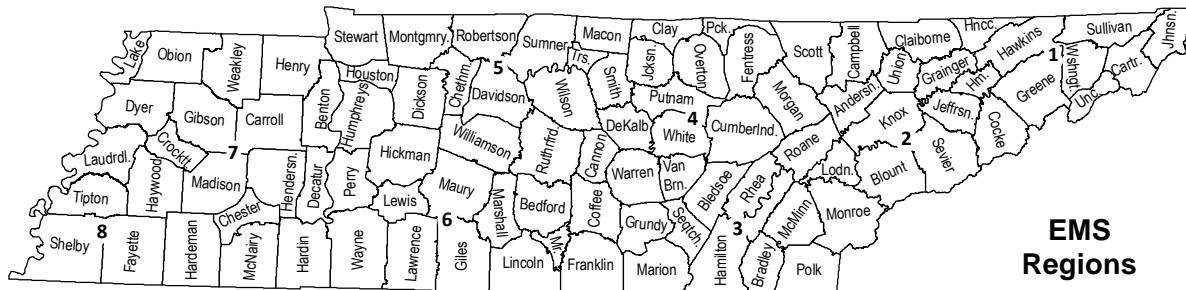 Lake
Obion
Weakley
Henry
Stewart
Montgmry.
Robertson
Sumner
Trs.
Macon
Clay
Pck.
Jcksn.
Overton
Fentress
Scott
Campbell
Claiborne
Hncc.
Hawkins
Sullivan
Jhnsn.
Cartr.
Unc.
Wshngt.
1
Greene
Hm.
Grainger
Union
Andersn.
Morgan
Houston
Humphreys
Benton
Dickson
Chethm.
5
Davidson
Wilson
Smith
Putnam
4
DeKalb
White
Cumberlnd.
Roane
Knox
Jeffrsn.
Cocke
2
Sevier
Blount
Lodn.
Dyer
Gibson
Carroll
Crocktt.
7
Laudrdl.
Haywood
Madison
Hendersn.
Decatur
Perry
Hickman
Williamson
Ruthrfrd.
Cannon
Warren
Van
Brn.
Bledsoe
Rhea
McMinn
Monroe
Tipton
Chester
Lewis
Maury
Marshall
Bedford
Coffee
Grundy
Seqtch.
3
8
Shelby
Fayette
Hardeman
McNairy
Hardin
Wayne
Lawrence
6
Giles
Lincoln
Mr.
Franklin
Marion
Hamilton
Bradley
Polk
EMS
Regions